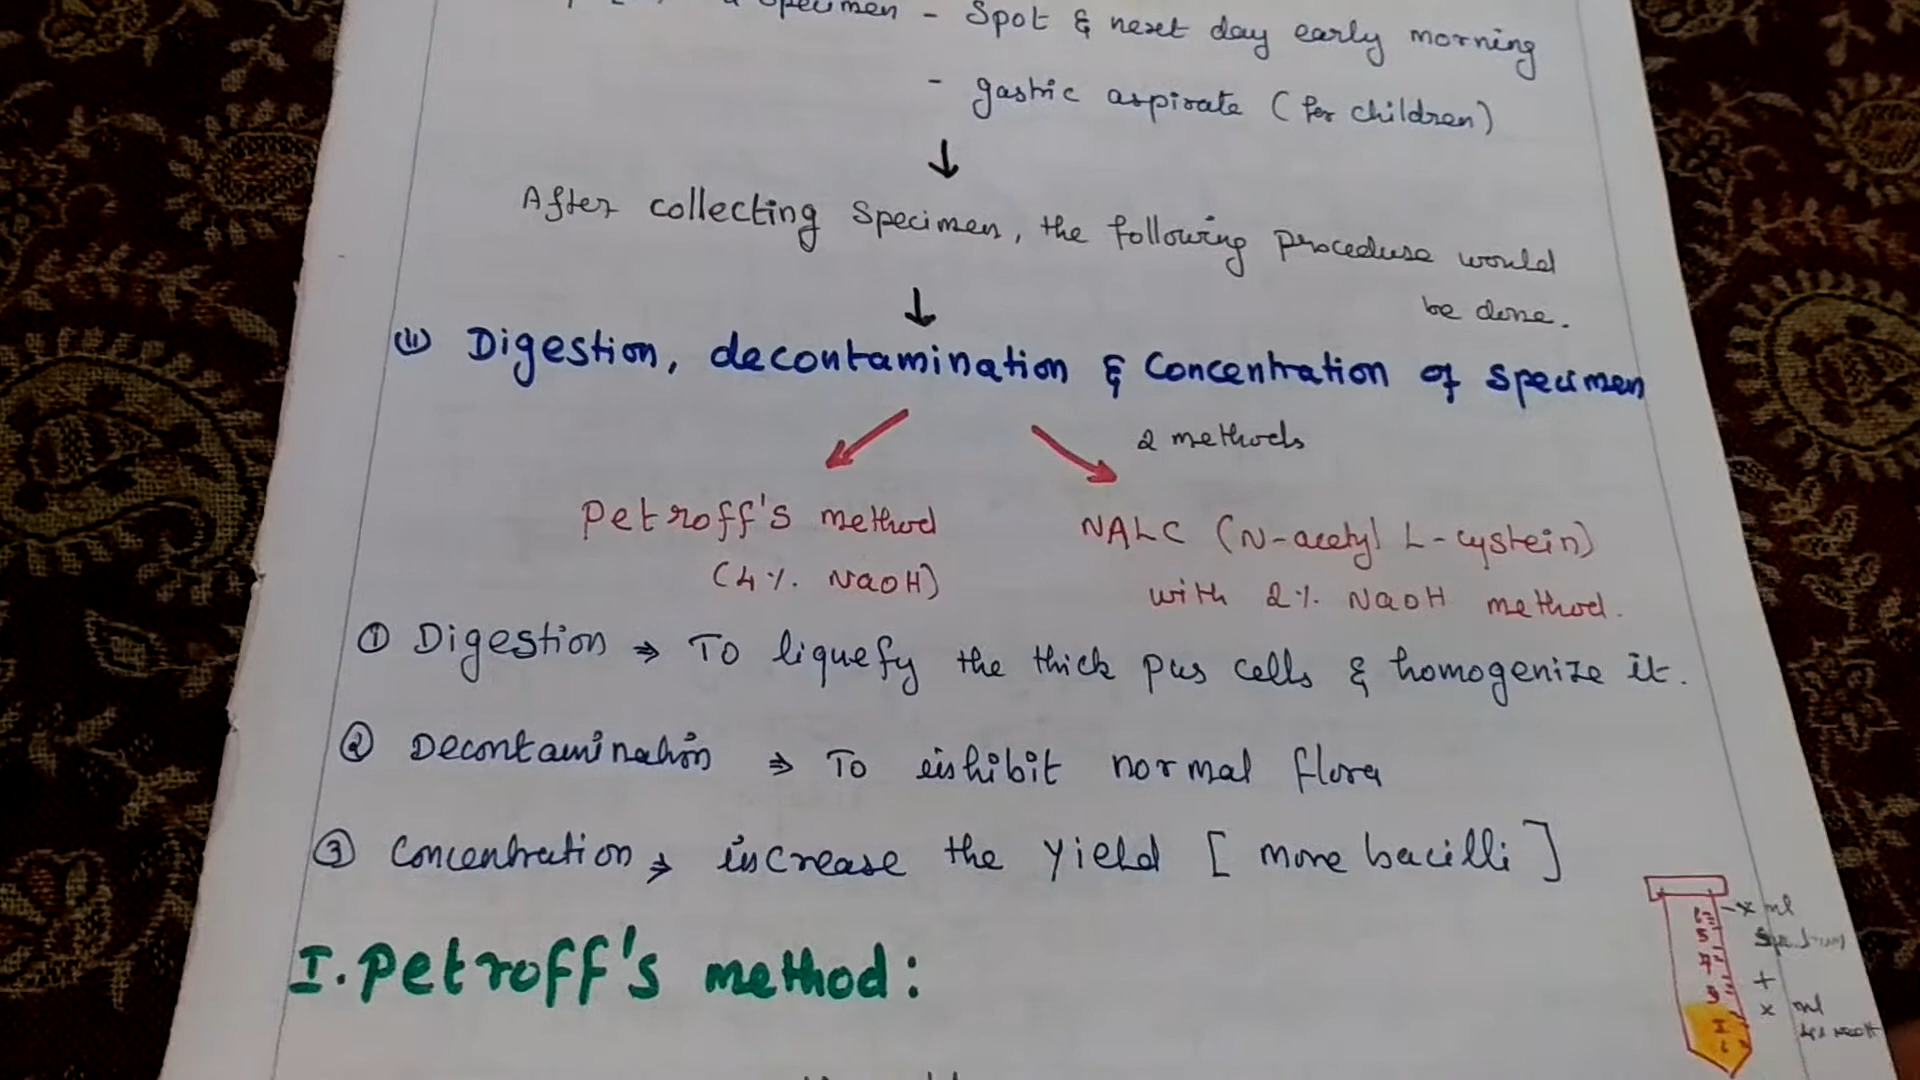 specimen - Spot & next day early morning
- gastric aspirate (for children)
↓
After collecting specimen, the following procedure would
be done.
↓
(ii) Digestion, decontamination & concentration of specimen
2 methods
Petroff's method
(4% NaOH)
NALC (N-acetyl L-cystein)
with 2% NaOH method.
① Digestion ⇒ To liquefy the thick pus cells & homogenize it.
② Decontamination ⇒ To inhibit normal flora
③ Concentration ⇒ increase the yield [more bacilli]
I. Petroff's method:
- x ml
+
x ml